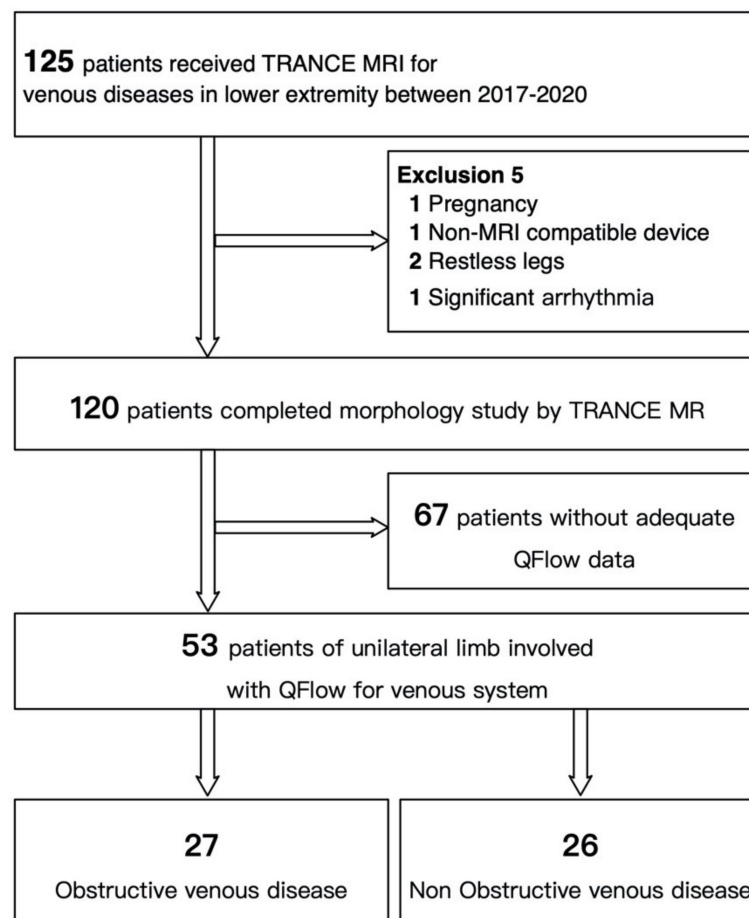 125 patients received TRANCE MRI for
venous diseases in lower extremity between 2017-2020
Exclusion 5
1 Pregnancy
1 Non-MRI compatible device
2 Restless legs
1 Significant arrhythmia
120 patients completed morphology study by TRANCE MR
67 patients without adequate
QFlow data
53 patients of unilateral limb involved
with QFlow for venous system
27
Obstructive venous disease
26
Non Obstructive venous disease